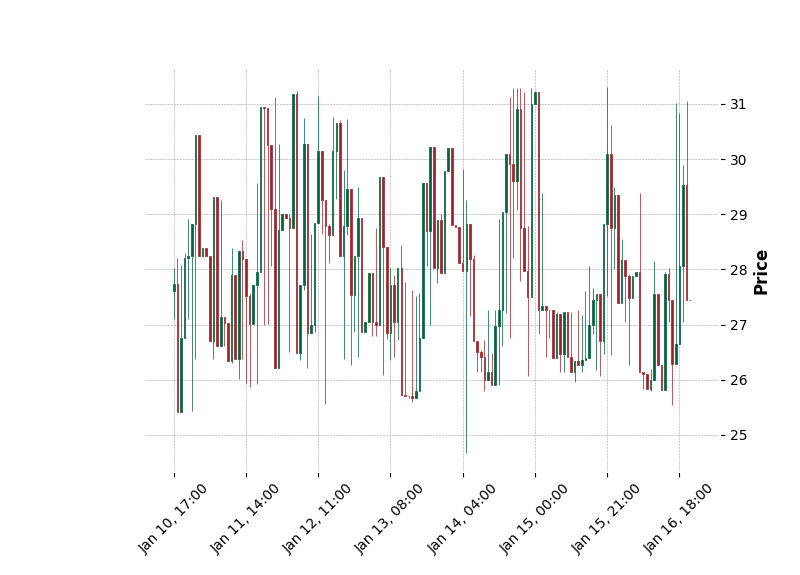 31
30
29
28
27
26
25
Price
Jan 10, 17:00
Jan 11, 14:00
Jan 12, 11:00
Jan 13, 08:00
Jan 14, 04:00
Jan 15, 00:00
Jan 15, 21:00
Jan 16, 18:00